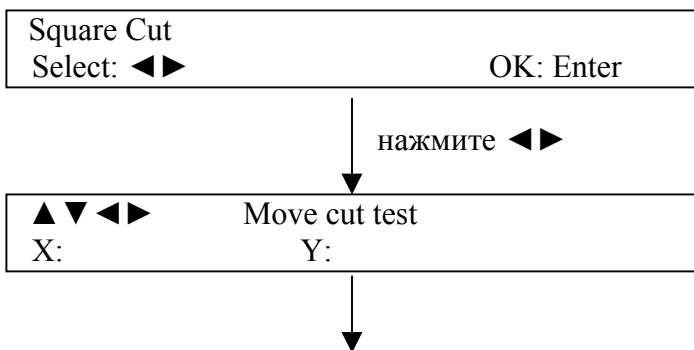 Square Cut
Select: ◄► OK: Enter
нажмите ◄►
▲▼◄► Move cut test
X: Y: